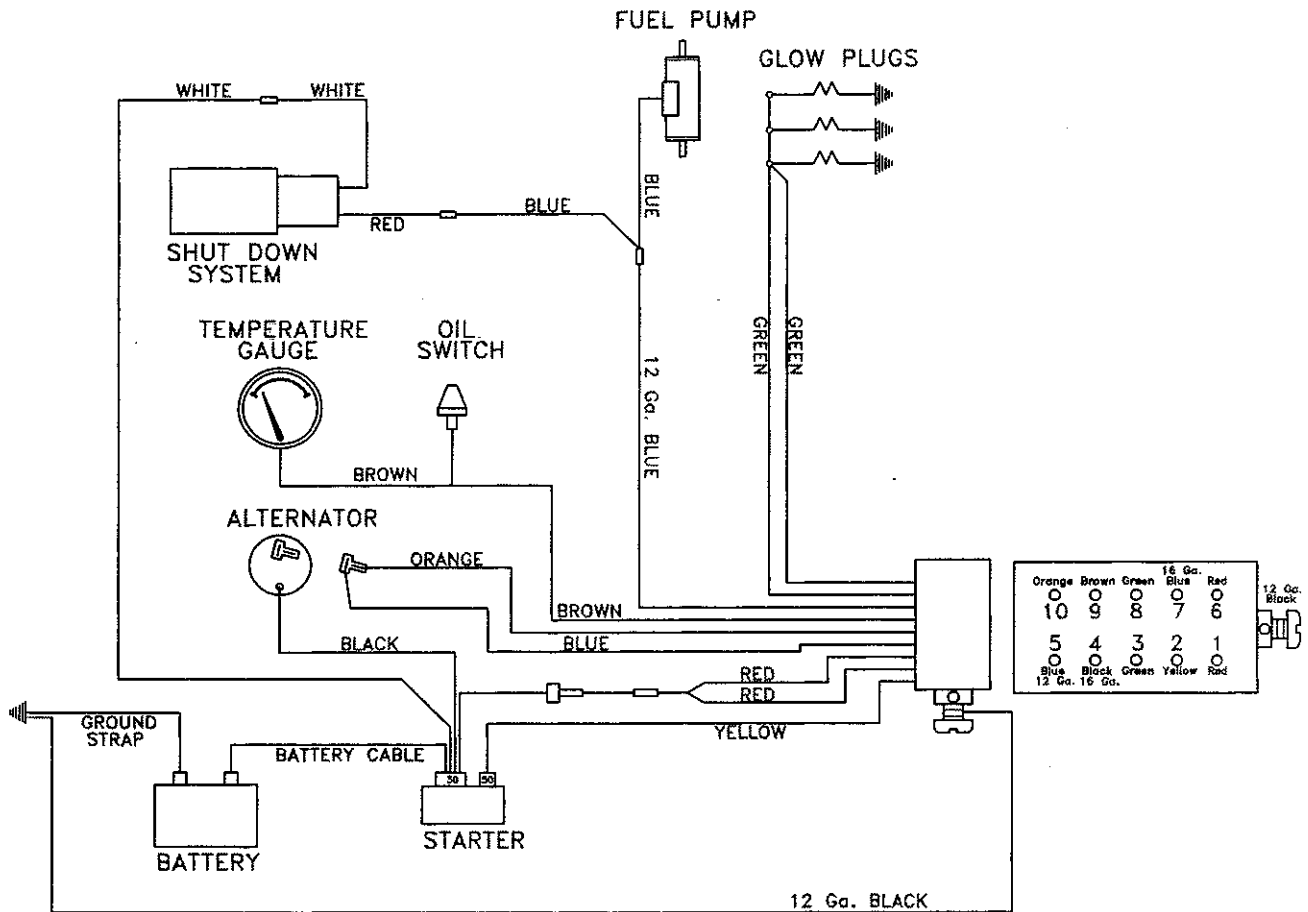 FUEL PUMP
GLOW PLUGS
WHITE
WHITE
BLUE
RED
BLUE
SHUT DOWN
SYSTEM
GREEN
GREEN
TEMPERATURE
GAUGE
OIL
SWITCH
12 Ga. BLUE
BROWN
ALTERNATOR
ORANGE
BROWN
BLACK
BLUE
RED
RED
YELLOW
16 Ga.
Orange Brown Green Blue Red
10 9 8 7 6
12 Ga.
Black
5 4 3 2 1
Blue Black Green Yellow Red
12 Ga. 16 Ga.
GROUND
STRAP
BATTERY CABLE
30
50
STARTER
BATTERY
12 Ga. BLACK